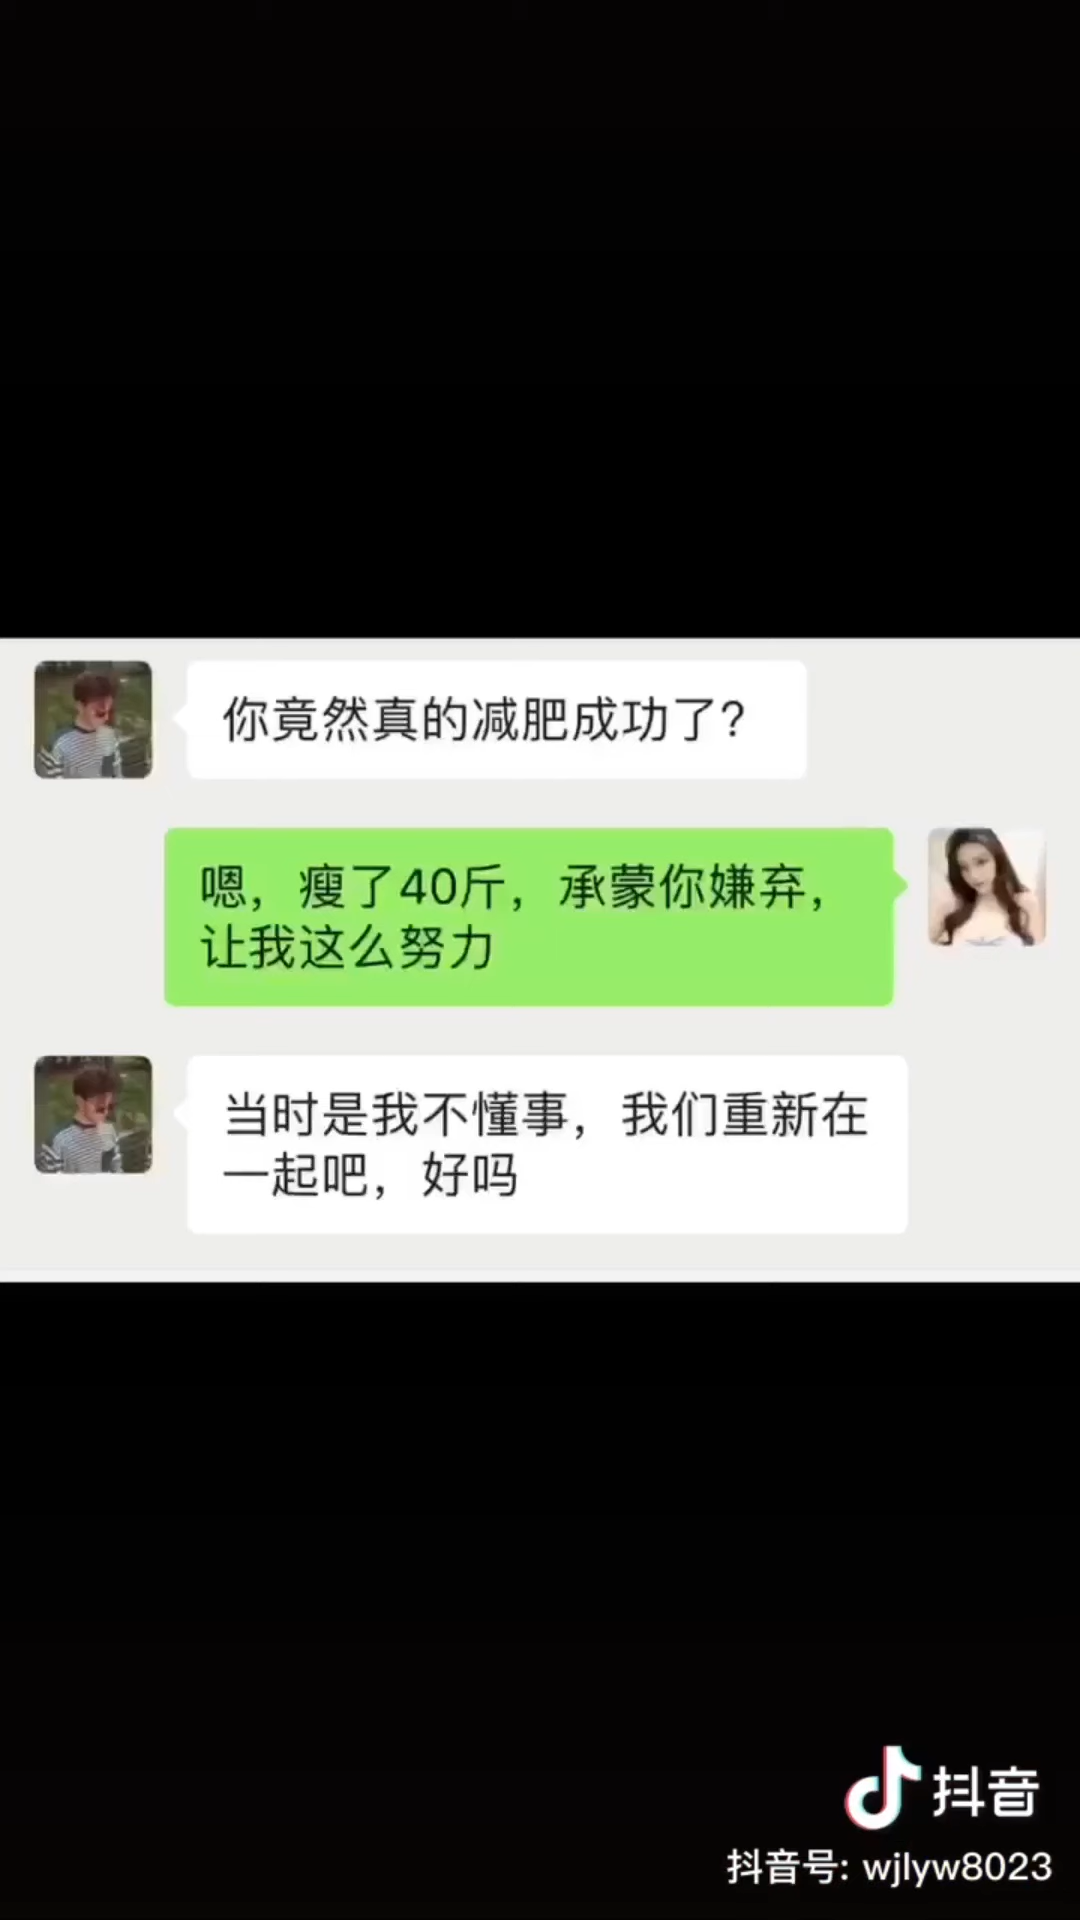 你竟然真的减肥成功了?
嗯，瘦了40斤，承蒙你嫌弃，
让我这么努力
当时是我不懂事，我们重新在
一起吧，好吗
抖音
抖音号: wjlyw8023